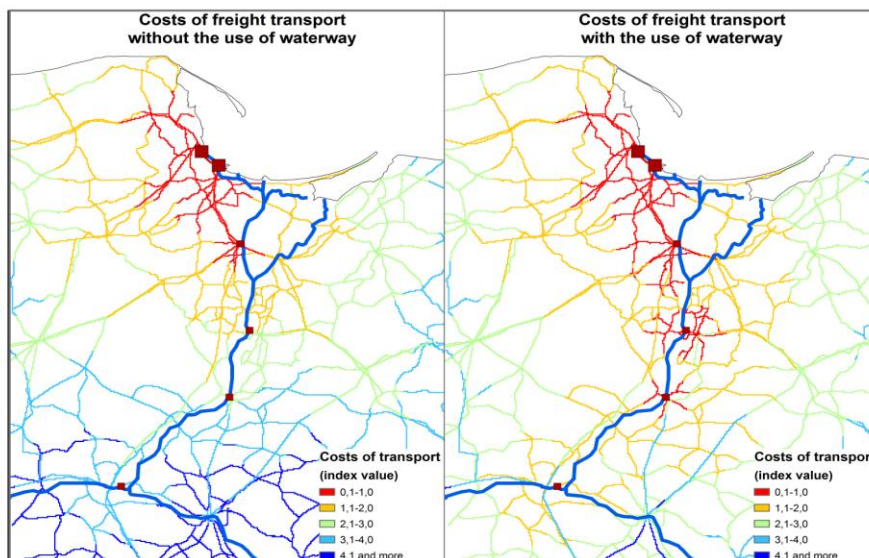 Costs of freight transport
without the use of waterway
Costs of freight transport
with the use of waterway
Costs of transport
(index value)
0,1-1,0
1,1-2,0
2,1-3,0
3,1-4,0
4,1 and more
Costs of transport
(index value)
0,1-1,0
1,1-2,0
2,1-3,0
3,1-4,0
4,1 and more